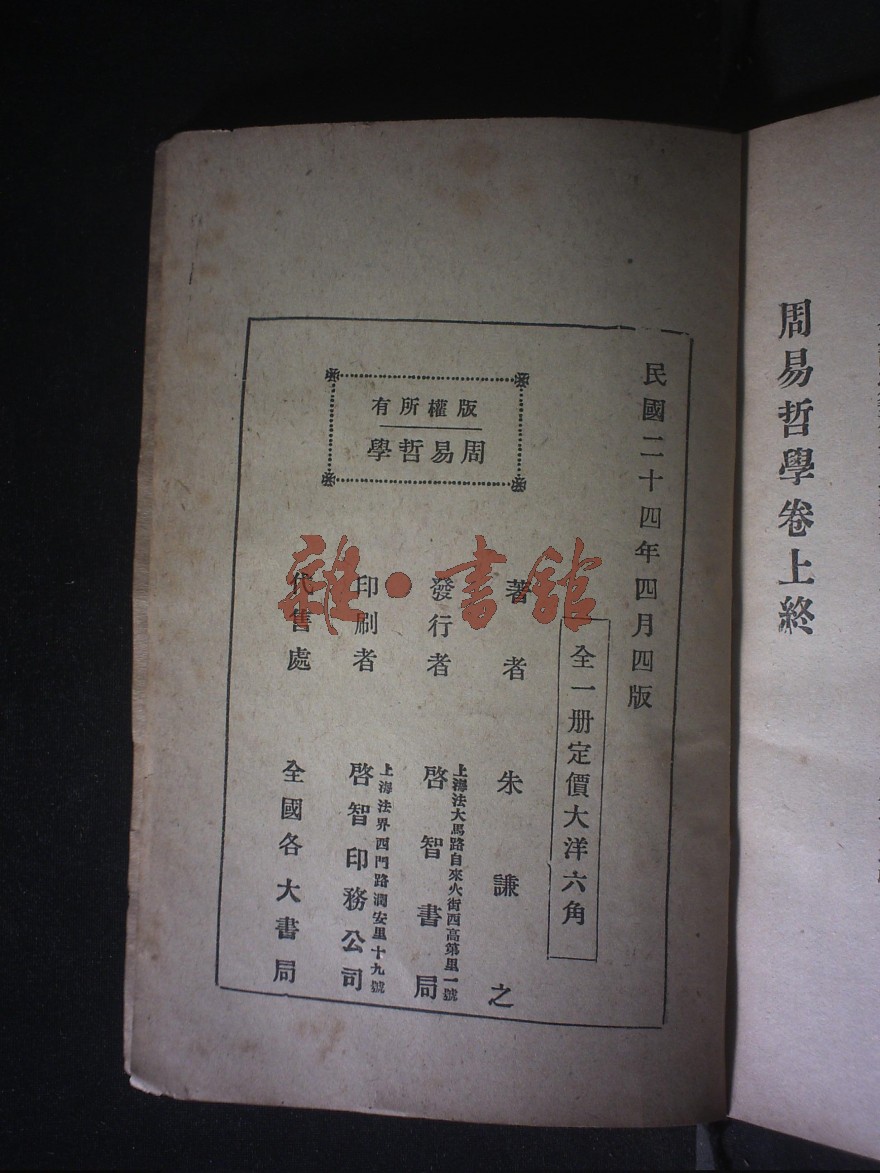 周易哲學卷上終
民國二十四年四月四版
全一册定價大洋六角
版權所有
周易哲學
著者 朱謙之
發行者 上海法大馬路自來火街西高第里一號 啓智書局
印刷者 上海法界西門路潤安里十九號 啓智印務公司
代售處 全國各大書局
雜·書舘